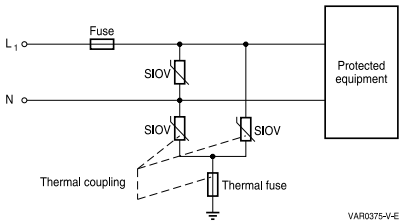 Fuse
L1
SIOV
Protected
equipment
N
SIOV
SIOV
Thermal coupling
Thermal fuse
VAR0375-V-E